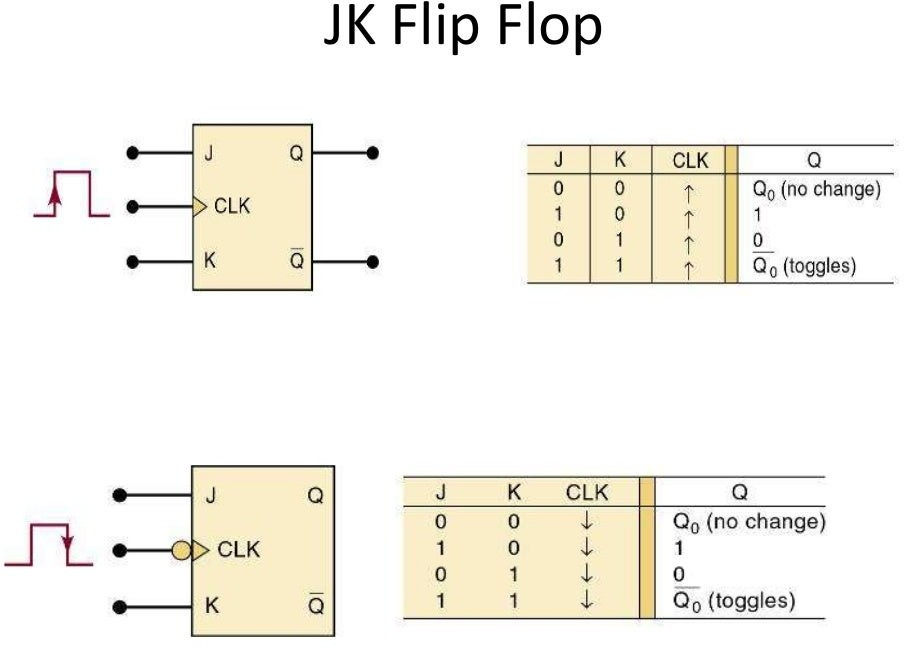 JK Flip Flop
J Q
CLK
K Q̅
J K CLK Q
0 0 ↑ Q₀ (no change)
1 0 ↑ 1
0 1 ↑ 0
1 1 ↑ Q̅₀ (toggles)
J Q
CLK
K Q̅
J K CLK Q
0 0 ↓ Q₀ (no change)
1 0 ↓ 1
0 1 ↓ 0
1 1 ↓ Q̅₀ (toggles)